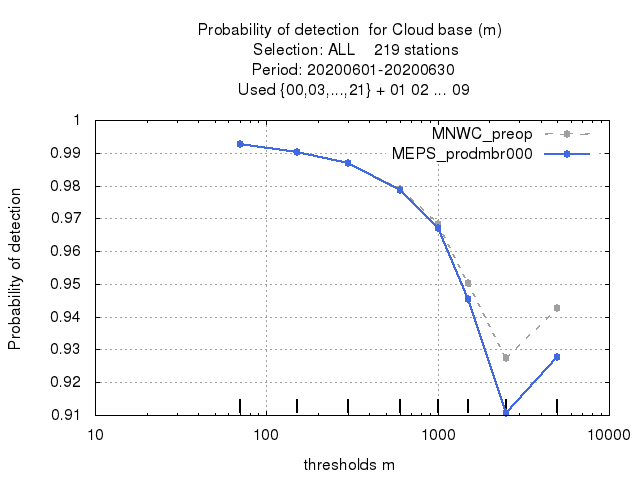 Probability of detection  for Cloud base (m)
Selection: ALL    219 stations
Period: 20200601-20200630
Used {00,03,...,21} + 01 02 ... 09
MNWC_preop
MEPS_prodmbr000
Probability of detection
1
0.99
0.98
0.97
0.96
0.95
0.94
0.93
0.92
0.91
10 100 1000 10000
thresholds m